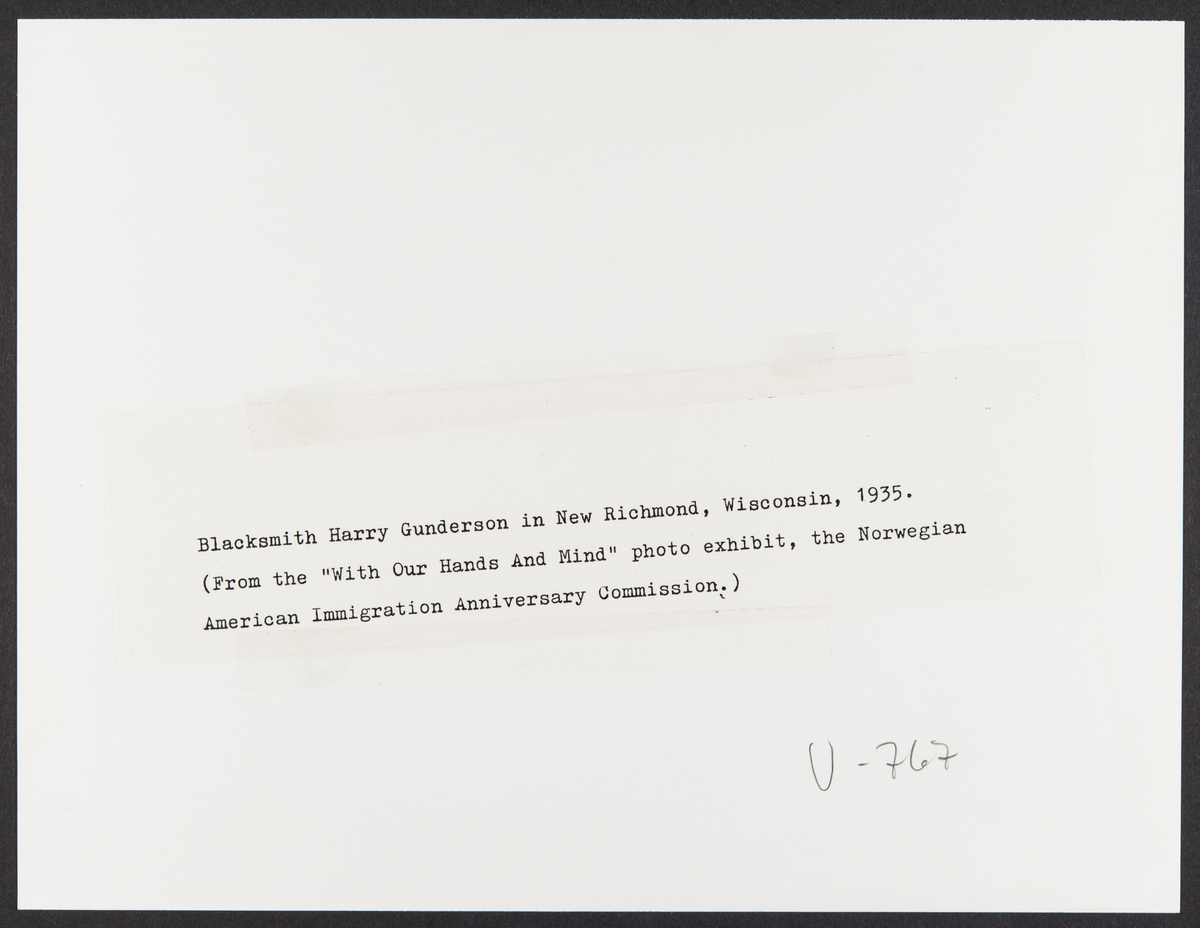 Blacksmith Harry Gunderson in New Richmond, Wisconsin, 1935.
(From the "With Our Hands And Mind" photo exhibit, the Norwegian
American Immigration Anniversary Commission.)
V-767